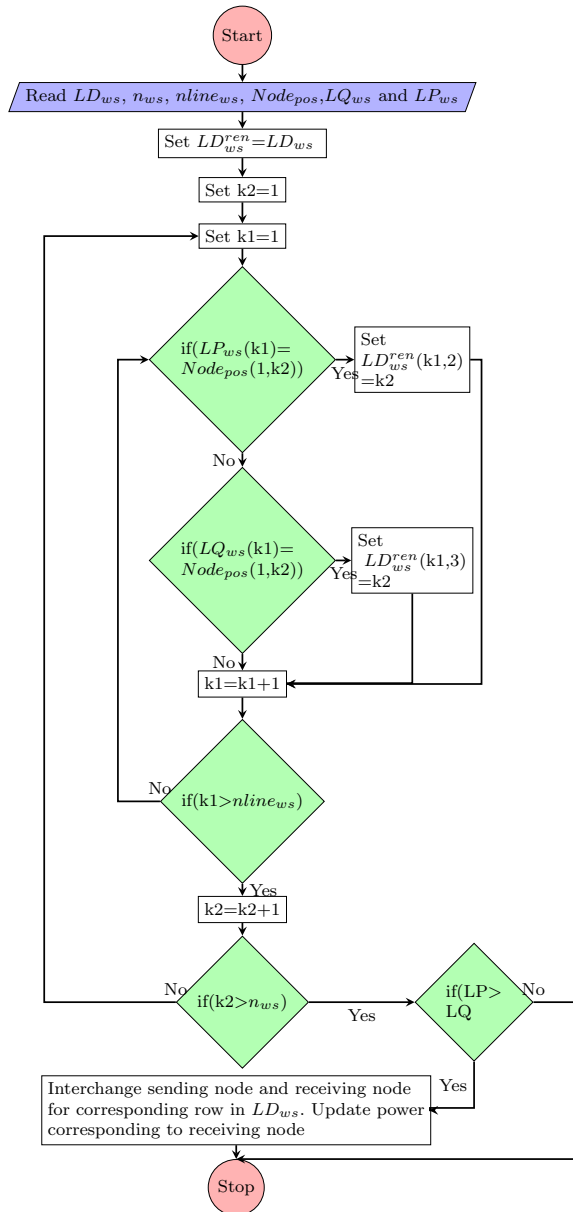 Start
Read LD_ws, n_ws, nline_ws, Node_pos,LQ_ws and LP_ws
Set LD_ws^ren=LD_ws
Set k2=1
Set k1=1
if(LP_ws(k1)=
Node_pos(1,k2))
Yes
Set
LD_ws^ren(k1,2)
=k2
No
if(LQ_ws(k1)=
Node_pos(1,k2))
Yes
Set
LD_ws^ren(k1,3)
=k2
No
k1=k1+1
No
if(k1>nline_ws)
Yes
k2=k2+1
No
if(k2>n_ws)
Yes
if(LP>
LQ
No
Yes
Interchange sending node and receiving node
for corresponding row in LD_ws. Update power
corresponding to receiving node
Stop